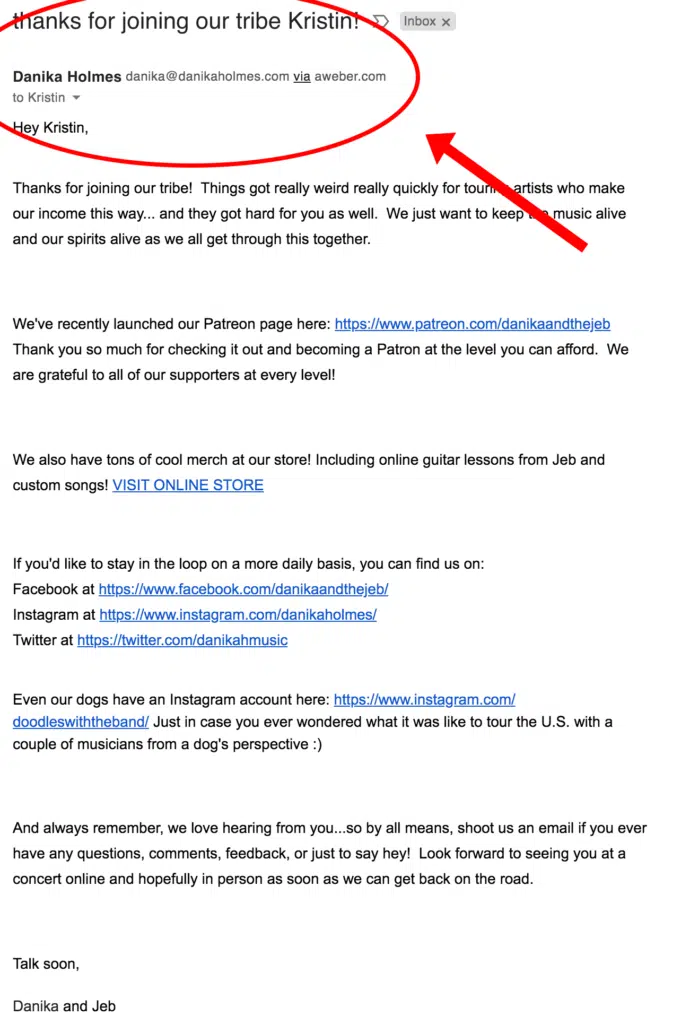 thanks for joining our tribe Kristin! Inbox x
Danika Holmes danika@danikaholmes.com via aweber.com
to Kristin
Hey Kristin,
Thanks for joining our tribe!  Things got really weird really quickly for touring artists who make
our income this way... and they got hard for you as well.  We just want to keep the music alive
and our spirits alive as we all get through this together.
We've recently launched our Patreon page here: https://www.patreon.com/danikaandthejeb
Thank you so much for checking it out and becoming a Patron at the level you can afford.  We
are grateful to all of our supporters at every level!
We also have tons of cool merch at our store! Including online guitar lessons from Jeb and
custom songs! VISIT ONLINE STORE
If you'd like to stay in the loop on a more daily basis, you can find us on:
Facebook at https://www.facebook.com/danikaandthejeb/
Instagram at https://www.instagram.com/danikaholmes/
Twitter at https://twitter.com/danikahmusic
Even our dogs have an Instagram account here: https://www.instagram.com/
doodleswiththeband/ Just in case you ever wondered what it was like to tour the U.S. with a
couple of musicians from a dog's perspective :)
And always remember, we love hearing from you...so by all means, shoot us an email if you ever
have any questions, comments, feedback, or just to say hey!  Look forward to seeing you at a
concert online and hopefully in person as soon as we can get back on the road.
Talk soon,
Danika and Jeb